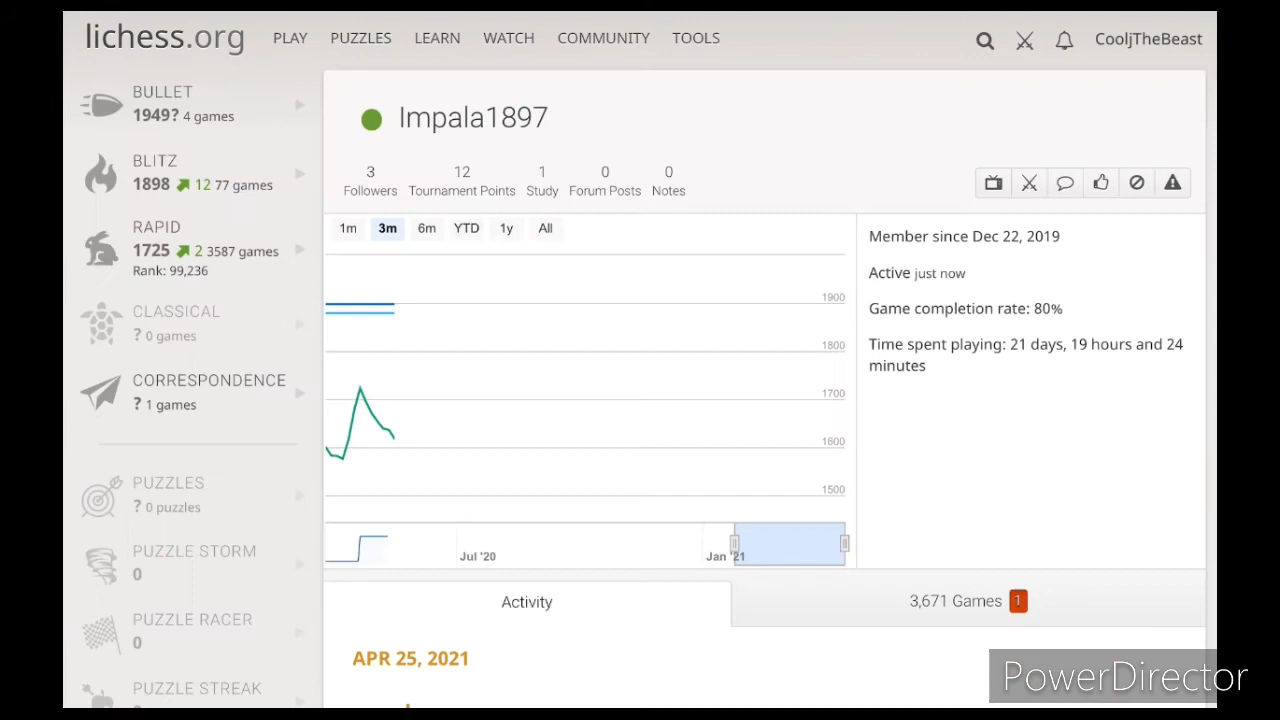 lichess.org PLAY PUZZLES LEARN WATCH COMMUNITY TOOLS CooljTheBeast
BULLET
1949? 4 games
BLITZ
1898 12 77 games
RAPID
1725 2 3587 games
Rank: 99,236
CLASSICAL
? 0 games
CORRESPONDENCE
? 1 games
PUZZLES
? 0 puzzles
PUZZLE STORM
0
PUZZLE RACER
0
PUZZLE STREAK
Impala1897
3 12 1 0 0
Followers Tournament Points Study Forum Posts Notes
1m 3m 6m YTD 1y All
1900
1800
1700
1600
1500
Jul '20 Jan '21
Member since Dec 22, 2019
Active just now
Game completion rate: 80%
Time spent playing: 21 days, 19 hours and 24
minutes
Activity 3,671 Games 1
APR 25, 2021
PowerDirector